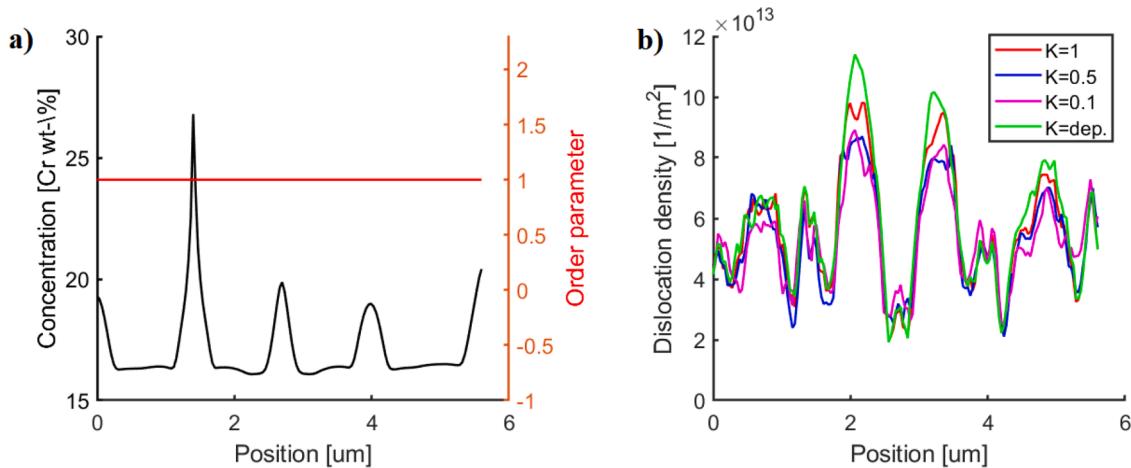 a)
30
25
20
15
Concentration [Cr wt-\%]
0
2
4
6
Position [um]
2
1.5
1
0.5
0
-0.5
-1
Order parameter
b)
×10^13
12
10
8
6
4
2
0
Dislocation density [1/m²]
0
2
4
6
Position [um]
K=1
K=0.5
K=0.1
K=dep.